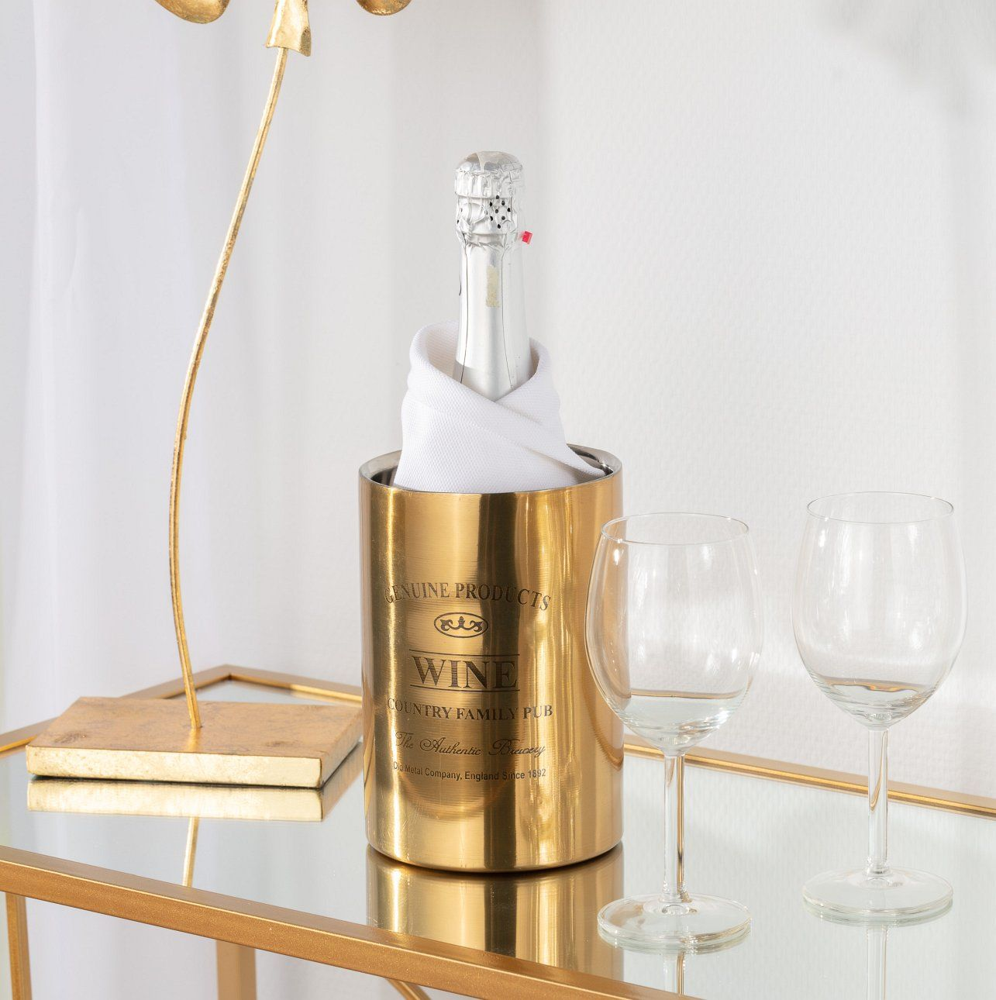 GENUINE PRODUCTS
WINE
COUNTRY FAMILY PUB
The Authentic Brewery
Old Metal Company, England Since 1892